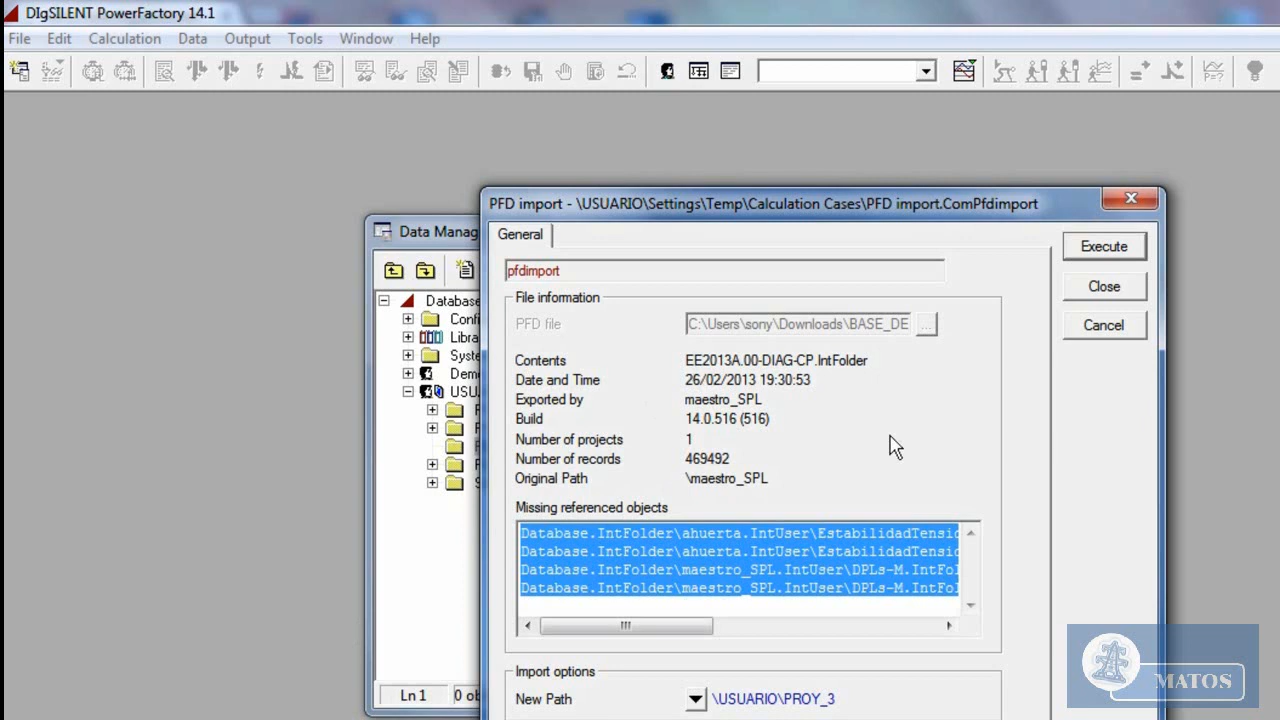 DIgSILENT PowerFactory 14.1
File Edit Calculation Data Output Tools Window Help
PFD import - \USUARIO\Settings\Temp\Calculation Cases\PFD import.ComPfdimport
Data Manag
General
Execute
pfdimport
Close
Database
File information
Confi
PFD file
C:\Users\sony\Downloads\BASE_DE
...
Cancel
Libra
Syste
Contents
EE2013A.00-DIAG-CP.IntFolder
Demo
Date and Time
26/02/2013 19:30:53
USUA
Exported by
maestro_SPL
Build
14.0.516 (516)
Number of projects
1
Number of records
469492
Original Path
\maestro_SPL
Missing referenced objects
Database.IntFolder\ahuerta.IntUser\EstabilidadTensio
Database.IntFolder\ahuerta.IntUser\EstabilidadTensio
Database.IntFolder\maestro_SPL.IntUser\DPLs-M.IntFol
Database.IntFolder\maestro_SPL.IntUser\DPLs-M.IntFol
Import options
MATOS
Ln 1
0 ob
New Path
\USUARIO\PROY_3